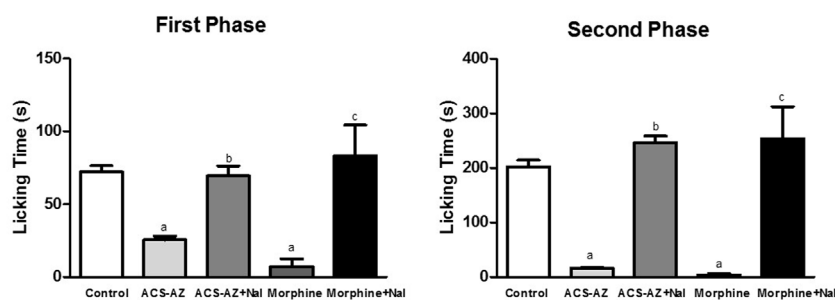 First Phase
150
100
50
0
Licking Time (s)
a
b
a
c
Control ACS-AZ ACS-AZ+Nal Morphine Morphine+Nal
Second Phase
400
300
200
100
0
Licking Time (s)
a
b
a
c
Control ACS-AZ ACS-AZ+Nal Morphine Morphine+Nal